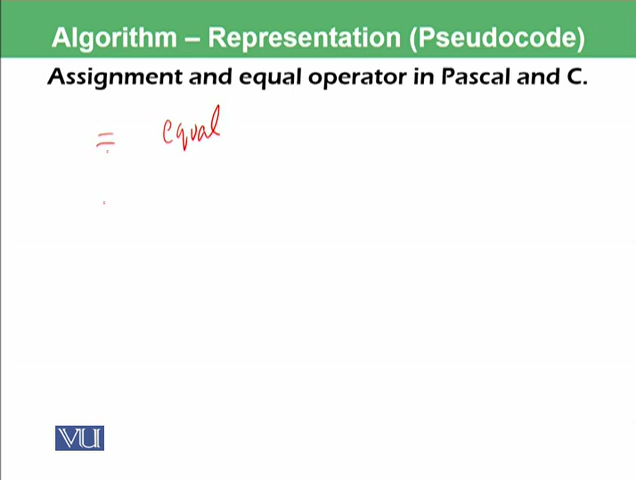 Algorithm – Representation (Pseudocode)
Assignment and equal operator in Pascal and C.
= equal
VU